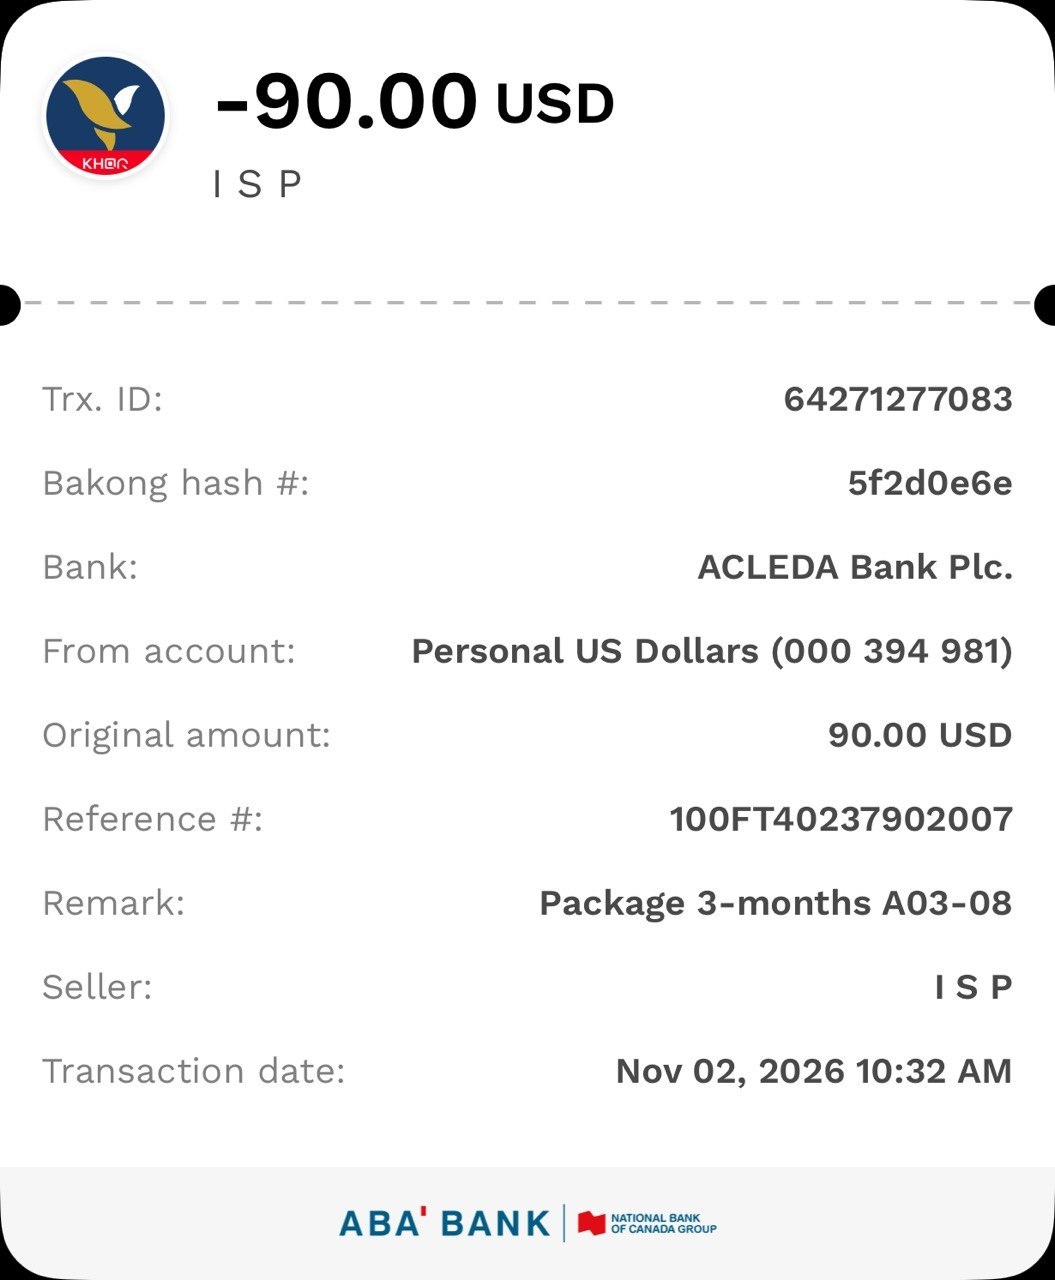 -90.00 USD
KHQR
I S P
Trx. ID: 64271277083
Bakong hash #: 5f2d0e6e
Bank: ACLEDA Bank Plc.
From account: Personal US Dollars (000 394 981)
Original amount: 90.00 USD
Reference #: 100FT40237902007
Remark: Package 3-months A03-08
Seller: I S P
Transaction date: Nov 02, 2026 10:32 AM
ABA' BANK
NATIONAL BANK
OF CANADA GROUP